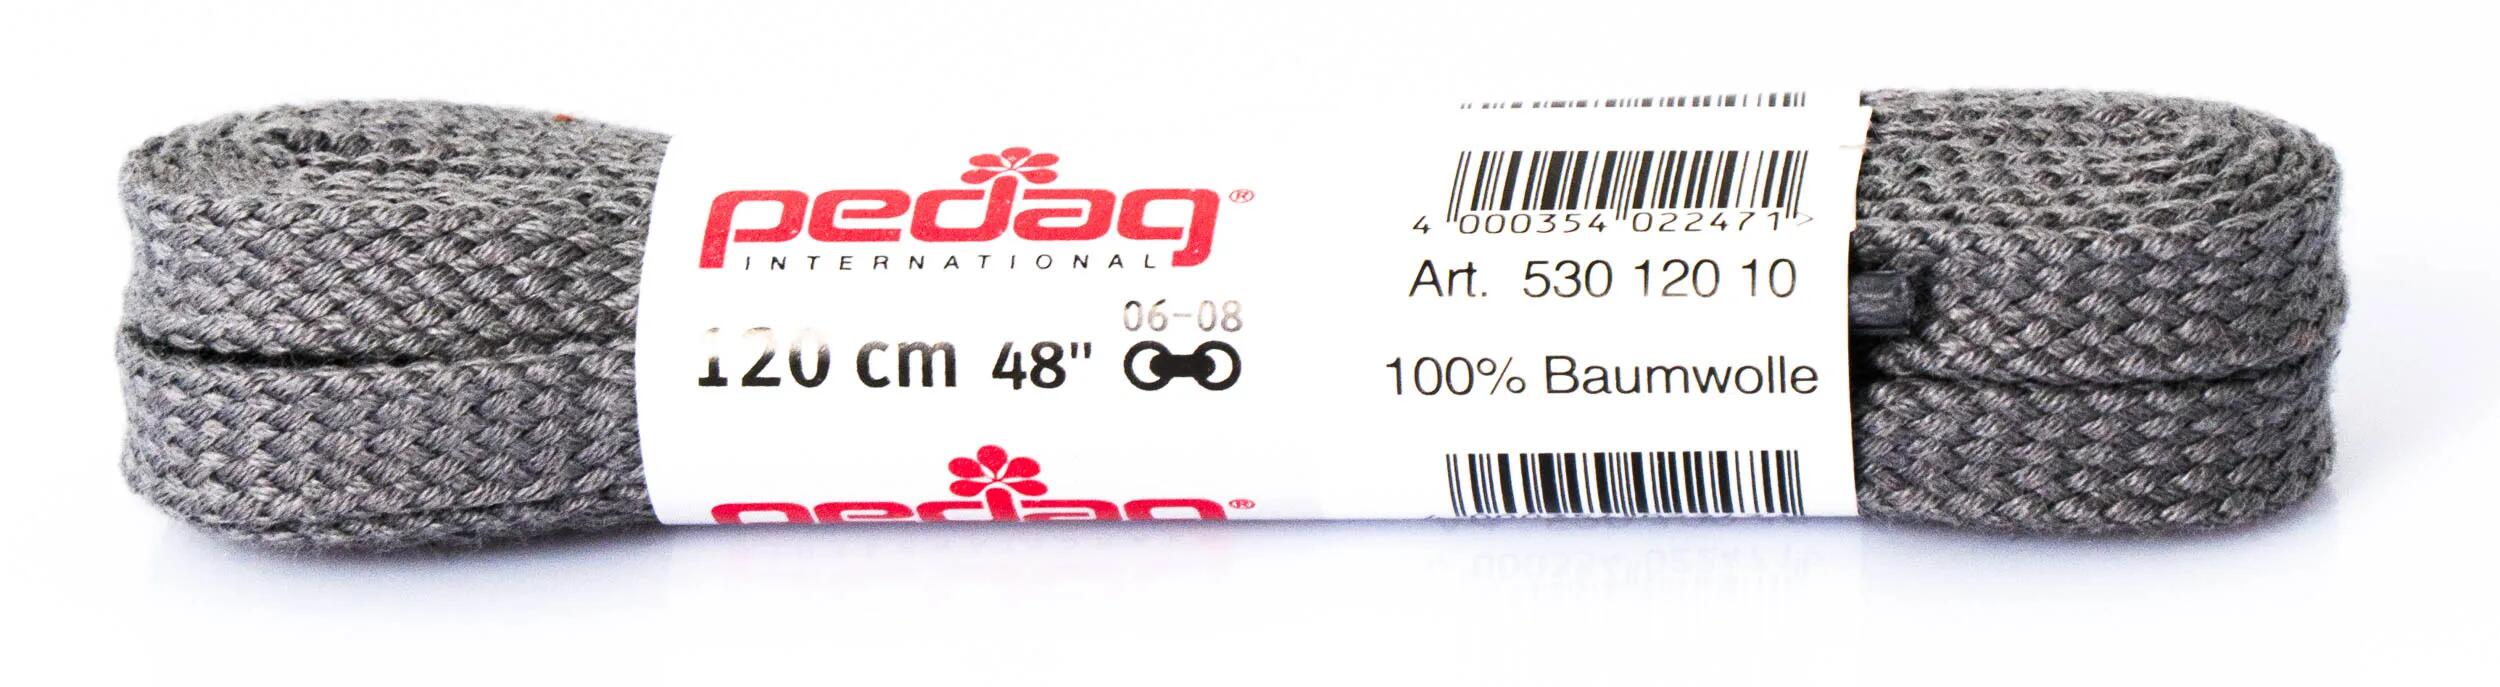 pedag®
INTERNATIONAL
06-08
120 cm 48"
pedag®
4 000354 022471 >
Art. 530 120 10
100% Baumwolle